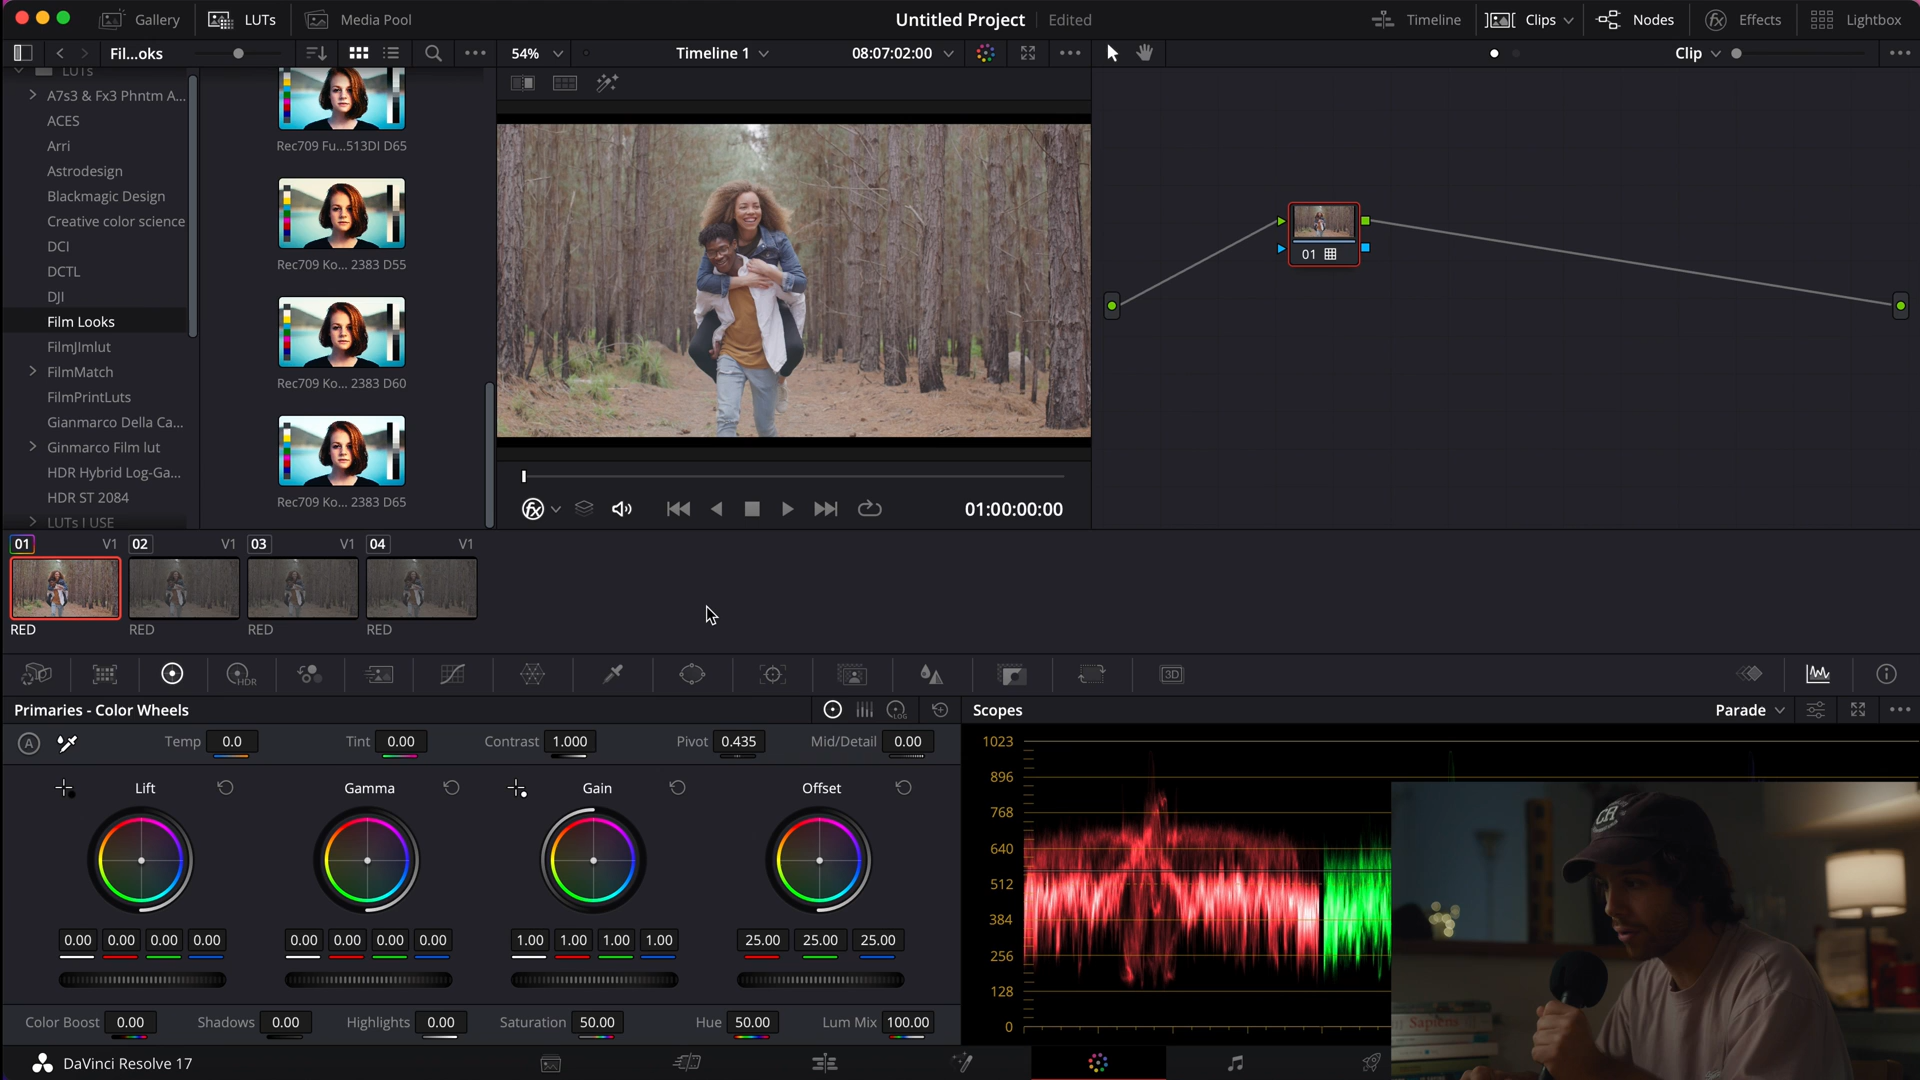 Gallery
LUTs
Media Pool
Untitled Project
Edited
Timeline
Clips
Nodes
Effects
Lightbox
Fil...oks
54%
Timeline 1
08:07:02:00
Clip
LUTs
A7s3 & Fx3 Phntm A...
ACES
Arri
Astrodesign
Blackmagic Design
Creative color science
DCI
DCTL
DJI
Film Looks
FilmJlmlut
FilmMatch
FilmPrintLuts
Gianmarco Della Ca...
Ginmarco Film lut
HDR Hybrid Log-Ga...
HDR ST 2084
LUTs I USE
Rec709 Fu...513DI D65
Rec709 Ko... 2383 D55
Rec709 Ko... 2383 D60
Rec709 Ko... 2383 D65
01
01:00:00:00
01 V1 02 V1 03 V1 04 V1
RED RED RED RED
HDR
3D
Primaries - Color Wheels
LOG
Scopes
Parade
A
Temp 0.0 Tint 0.00 Contrast 1.000 Pivot 0.435 Mid/Detail 0.00
Lift Gamma Gain Offset
0.00 0.00 0.00 0.00 0.00 0.00 0.00 0.00 1.00 1.00 1.00 1.00 25.00 25.00 25.00
Color Boost 0.00 Shadows 0.00 Highlights 0.00 Saturation 50.00 Hue 50.00 Lum Mix 100.00
1023
896
768
640
512
384
256
128
0
CR
Sapiens
DaVinci Resolve 17